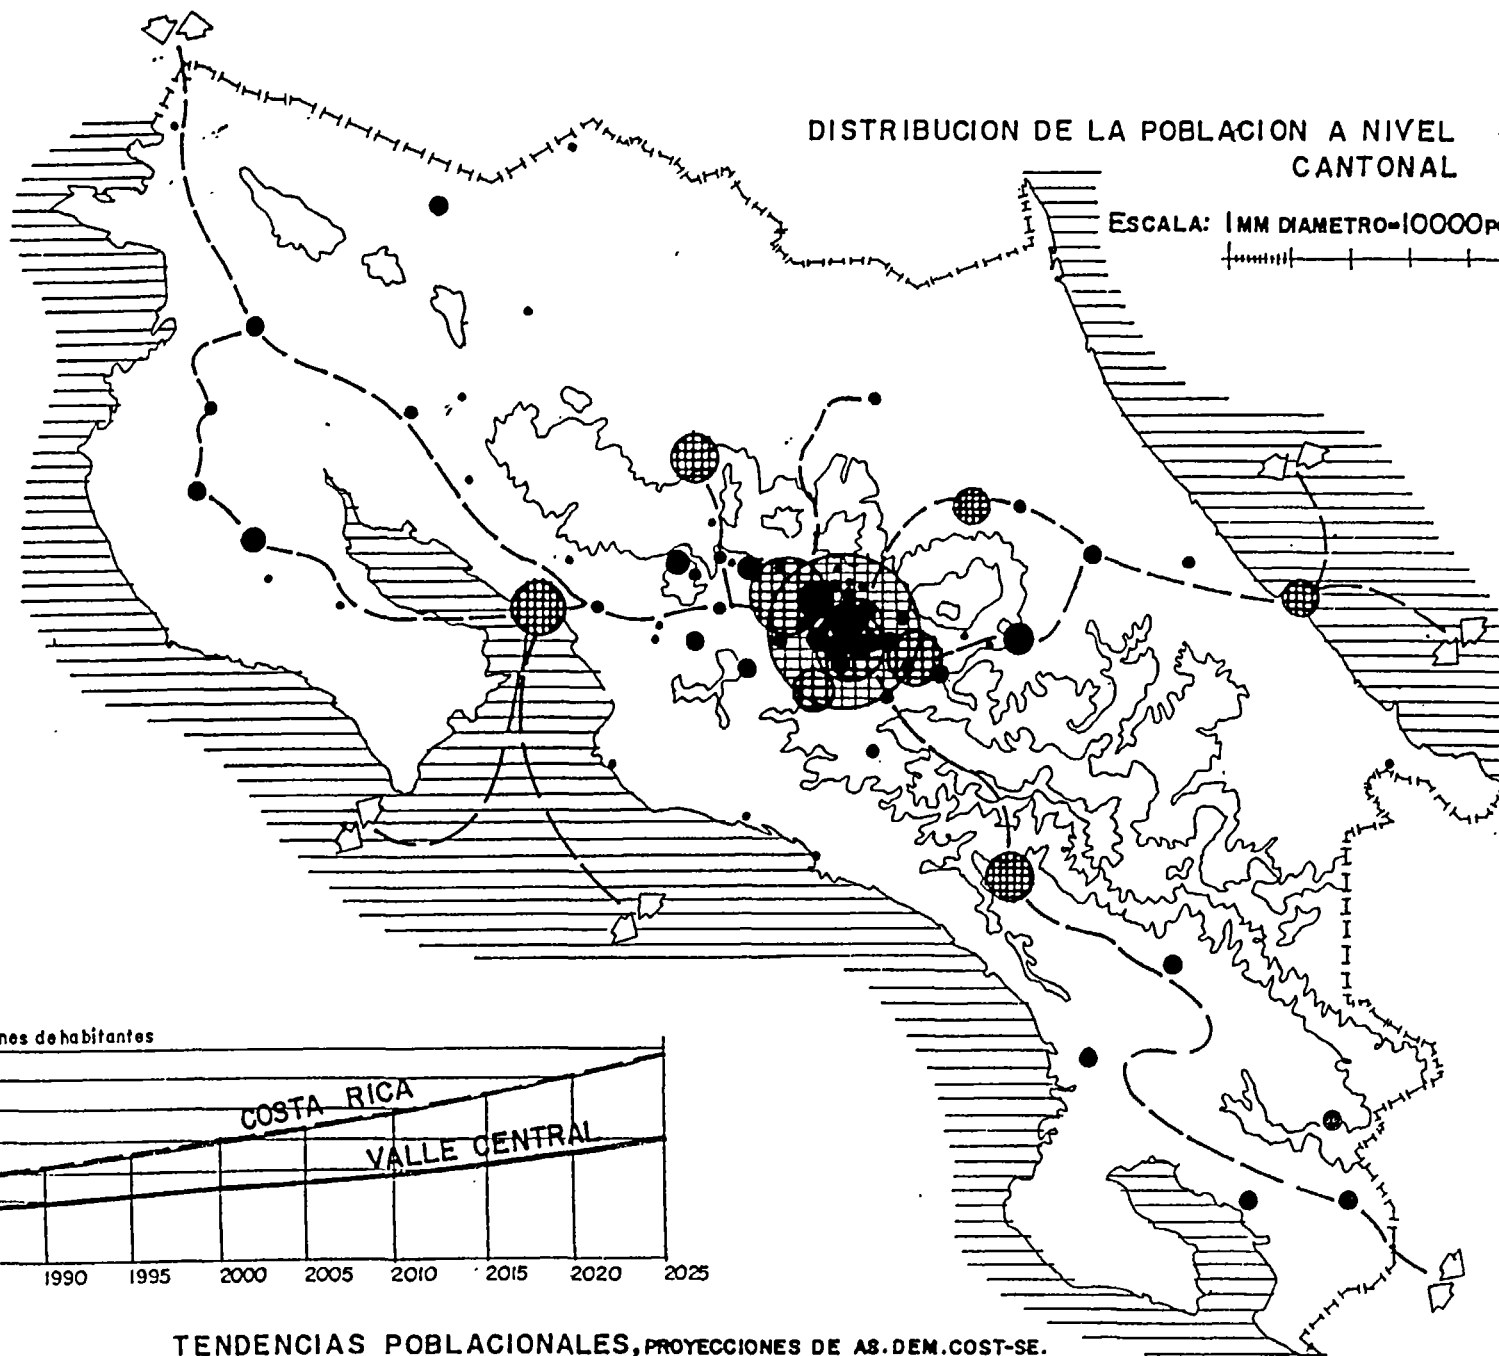 DISTRIBUCION DE LA POBLACION A NIVEL
CANTONAL
ESCALA: 1MM DIAMETRO=10000
de habitantes
COSTA RICA
VALLE CENTRAL
1990 1995 2000 2005 2010 2015 2020 2025
TENDENCIAS POBLACIONALES, PROYECCIONES DE AS.DEM.COST-SE.